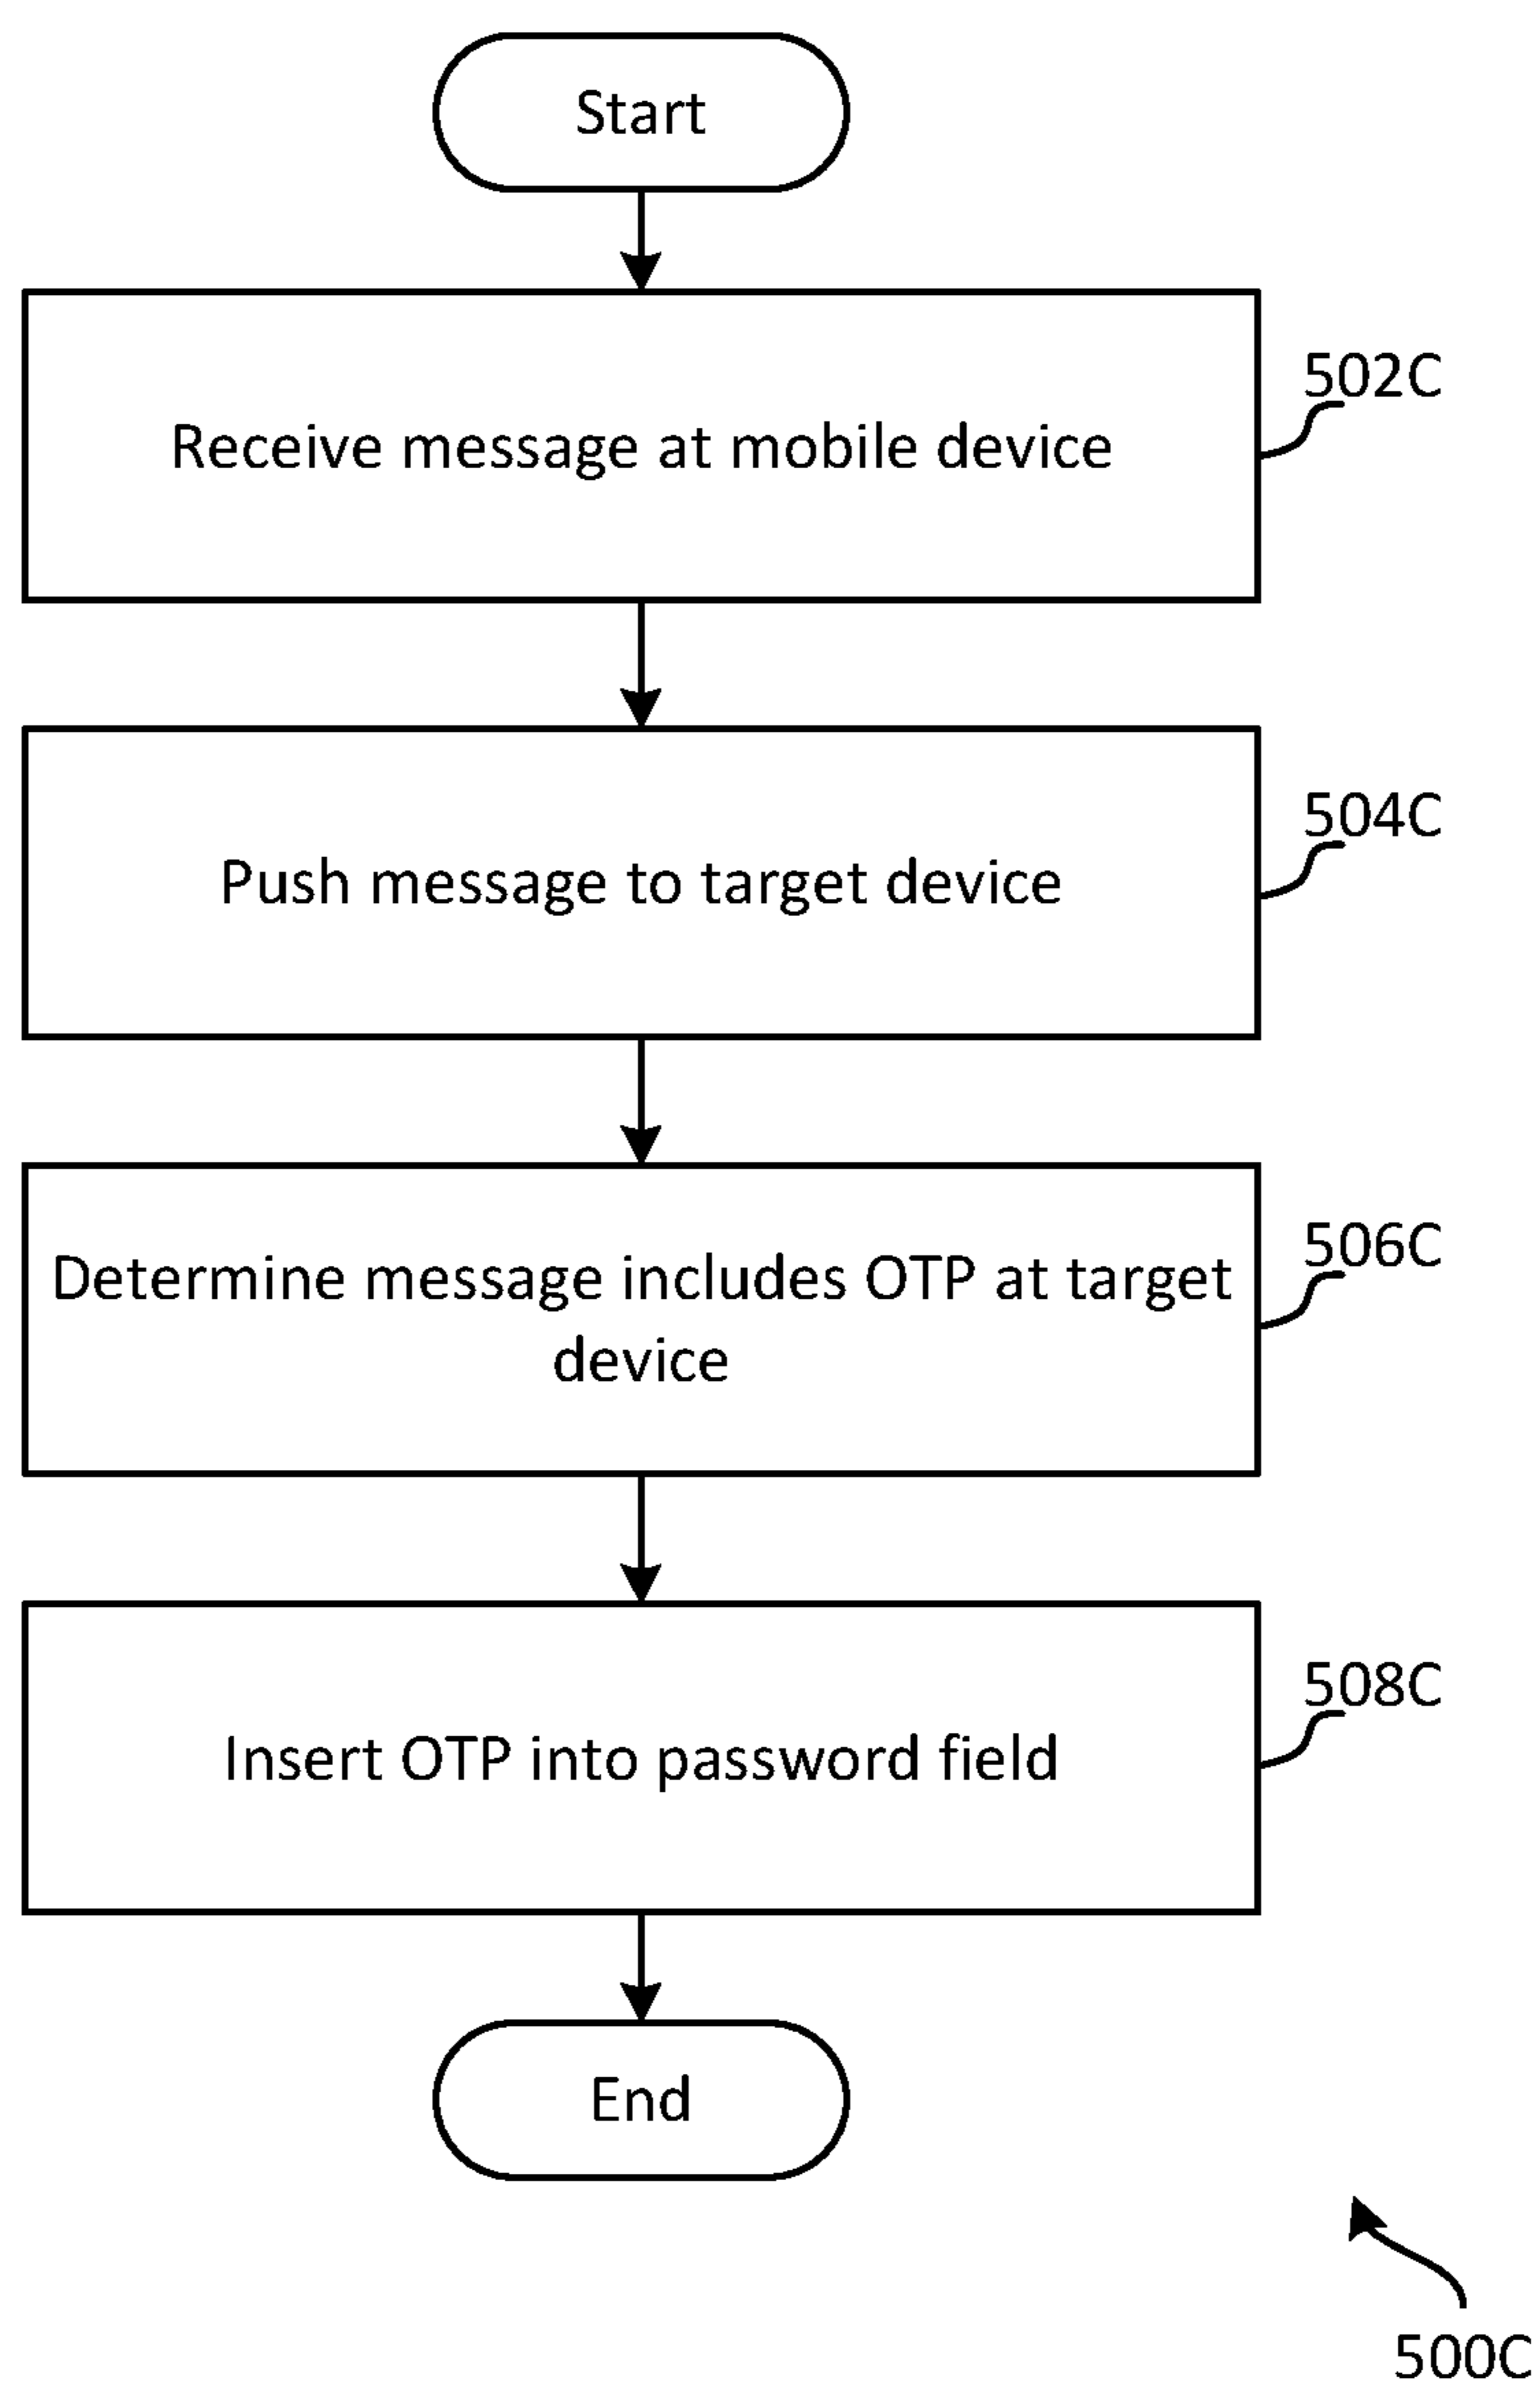 Start
502C
Receive message at mobile device
504C
Push message to target device
506C
Determine message includes OTP at target
device
508C
Insert OTP into password field
End
500C